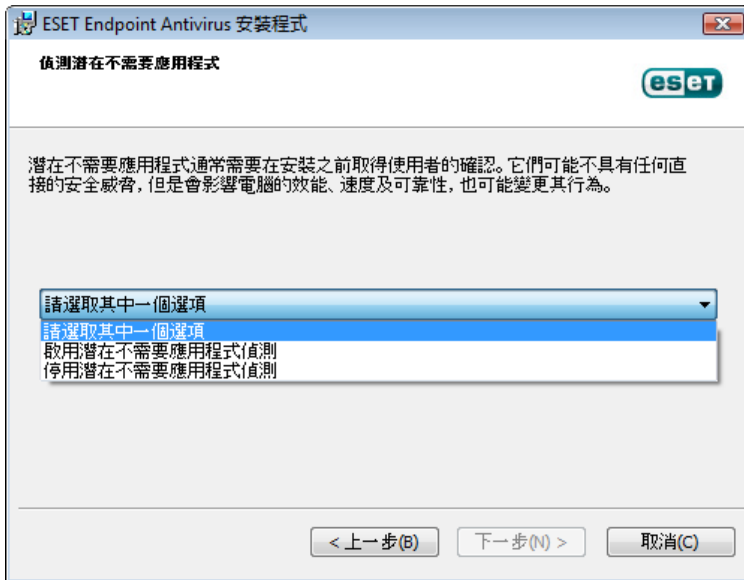 ESET Endpoint Antivirus 安裝程式
偵測潛在不需要應用程式
eseT
潛在不需要應用程式通常需要在安裝之前取得使用者的確認。它們可能不具有任何直
接的安全威脅，但是會影響電腦的效能、速度及可靠性，也可能變更其行為。
請選取其中一個選項
請選取其中一個選項
啟用潛在不需要應用程式偵測
停用潛在不需要應用程式偵測
< 上一步(B)
下一步(N) >
取消(C)